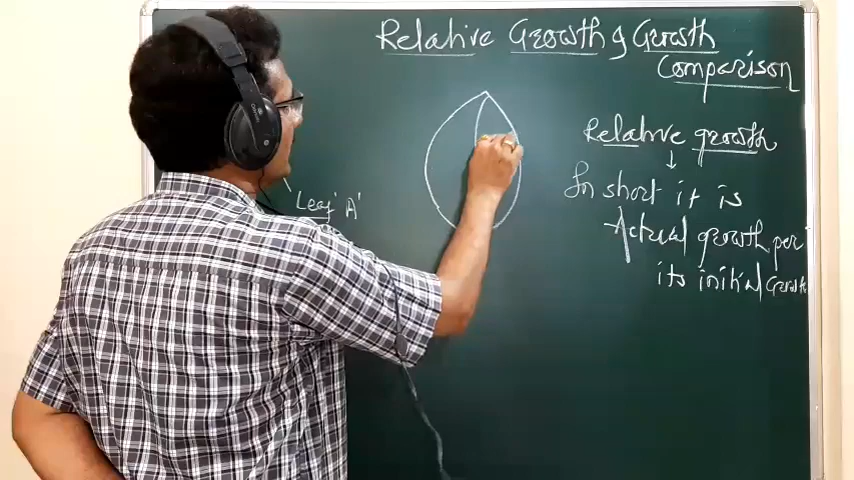 Relative Growth & Growth
Comparison
Relative growth
↓
In short it is
Actual growth per
its initial Growth
Leaf 'A'